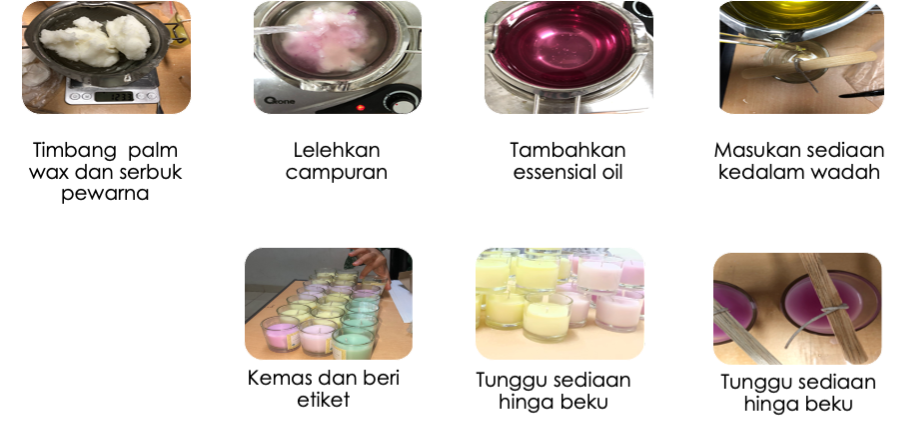 Timbang palm
wax dan serbuk
pewarna
Lelehkan
campuran
Tambahkan
essensial oil
Masukan sediaan
kedalam wadah
Kemas dan beri
etiket
Tunggu sediaan
hinga beku
Tunggu sediaan
hinga beku